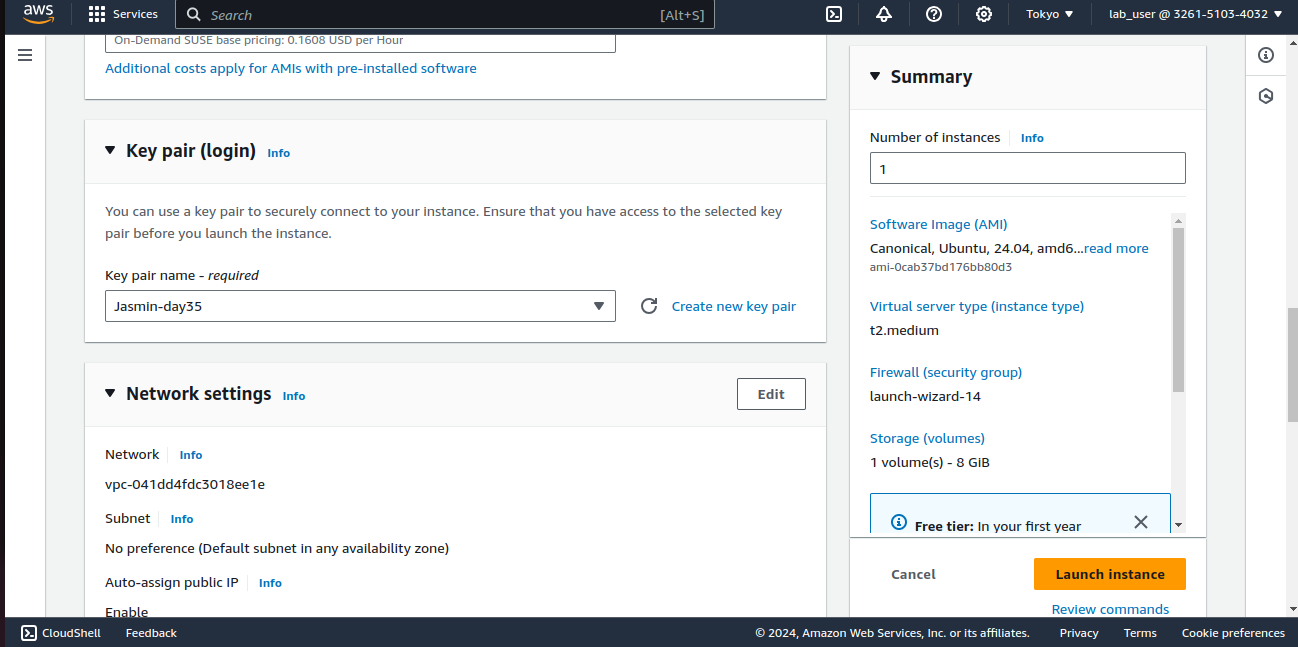 aws
Services
Search
[Alt+S]
Tokyo
lab_user @ 3261-5103-4032
On-Demand SUSE base pricing: 0.1608 USD per Hour
Additional costs apply for AMIs with pre-installed software
Key pair (login) Info
You can use a key pair to securely connect to your instance. Ensure that you have access to the selected key
pair before you launch the instance.
Key pair name - required
Jasmin-day35
Create new key pair
Network settings Info
Edit
Network Info
vpc-041dd4fdc3018ee1e
Subnet Info
No preference (Default subnet in any availability zone)
Auto-assign public IP Info
Enable
Summary
Number of instances Info
1
Software Image (AMI)
Canonical, Ubuntu, 24.04, amd6...read more
ami-0cab37bd176bb80d3
Virtual server type (instance type)
t2.medium
Firewall (security group)
launch-wizard-14
Storage (volumes)
1 volume(s) - 8 GiB
Free tier: In your first year
Cancel
Launch instance
Review commands
CloudShell
Feedback
© 2024, Amazon Web Services, Inc. or its affiliates.
Privacy
Terms
Cookie preferences